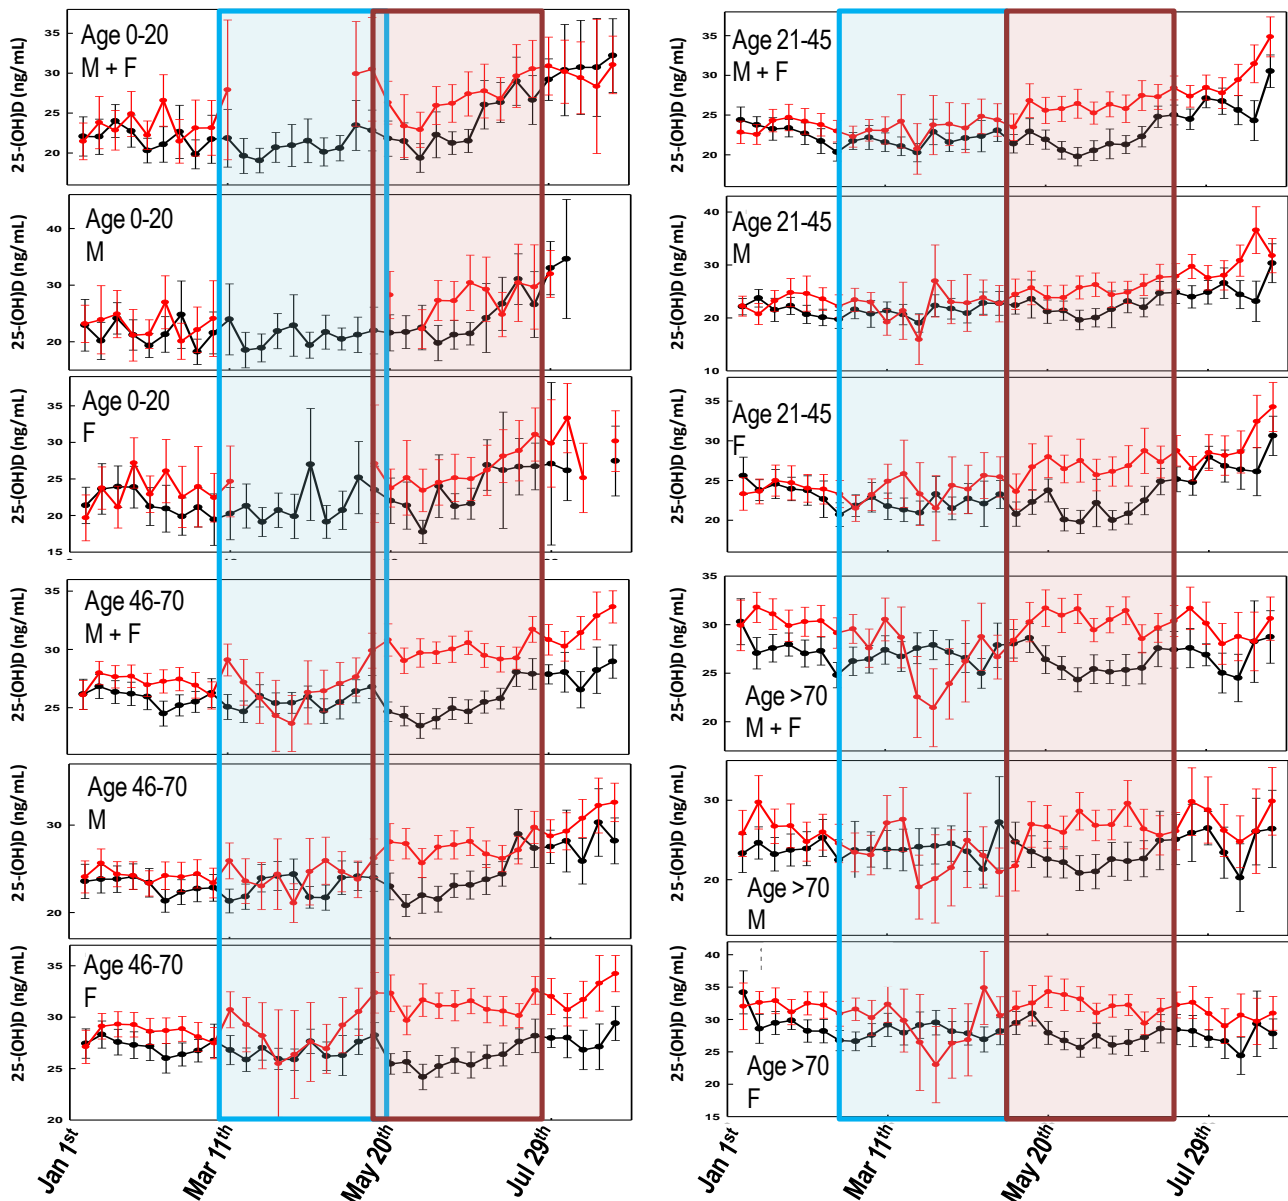 25-(OH)D (ng/mL)
35
30
25
20
Age 0-20
M + F
25-(OH)D (ng/mL)
40
30
20
Age 0-20
M
25-(OH)D (ng/mL)
35
30
25
20
15
Age 0-20
F
25-(OH)D (ng/mL)
35
30
25
Age 46-70
M + F
25-(OH)D (ng/mL)
30
25
20
Age 46-70
M
25-(OH)D (ng/mL)
35
30
25
20
Age 46-70
F
Jan 1st
Mar 11th
May 20th
Jul 29th
25-(OH)D (ng/mL)
35
30
25
20
Age 21-45
M + F
25-(OH)D (ng/mL)
40
30
20
10
Age 21-45
M
25-(OH)D (ng/mL)
35
30
25
20
Age 21-45
F
25-(OH)D (ng/mL)
35
30
25
20
Age >70
M + F
25-(OH)D (ng/mL)
30
20
Age >70
M
25-(OH)D (ng/mL)
40
35
30
25
20
15
Age >70
F
Jan 1st
Mar 11th
May 20th
Jul 29th